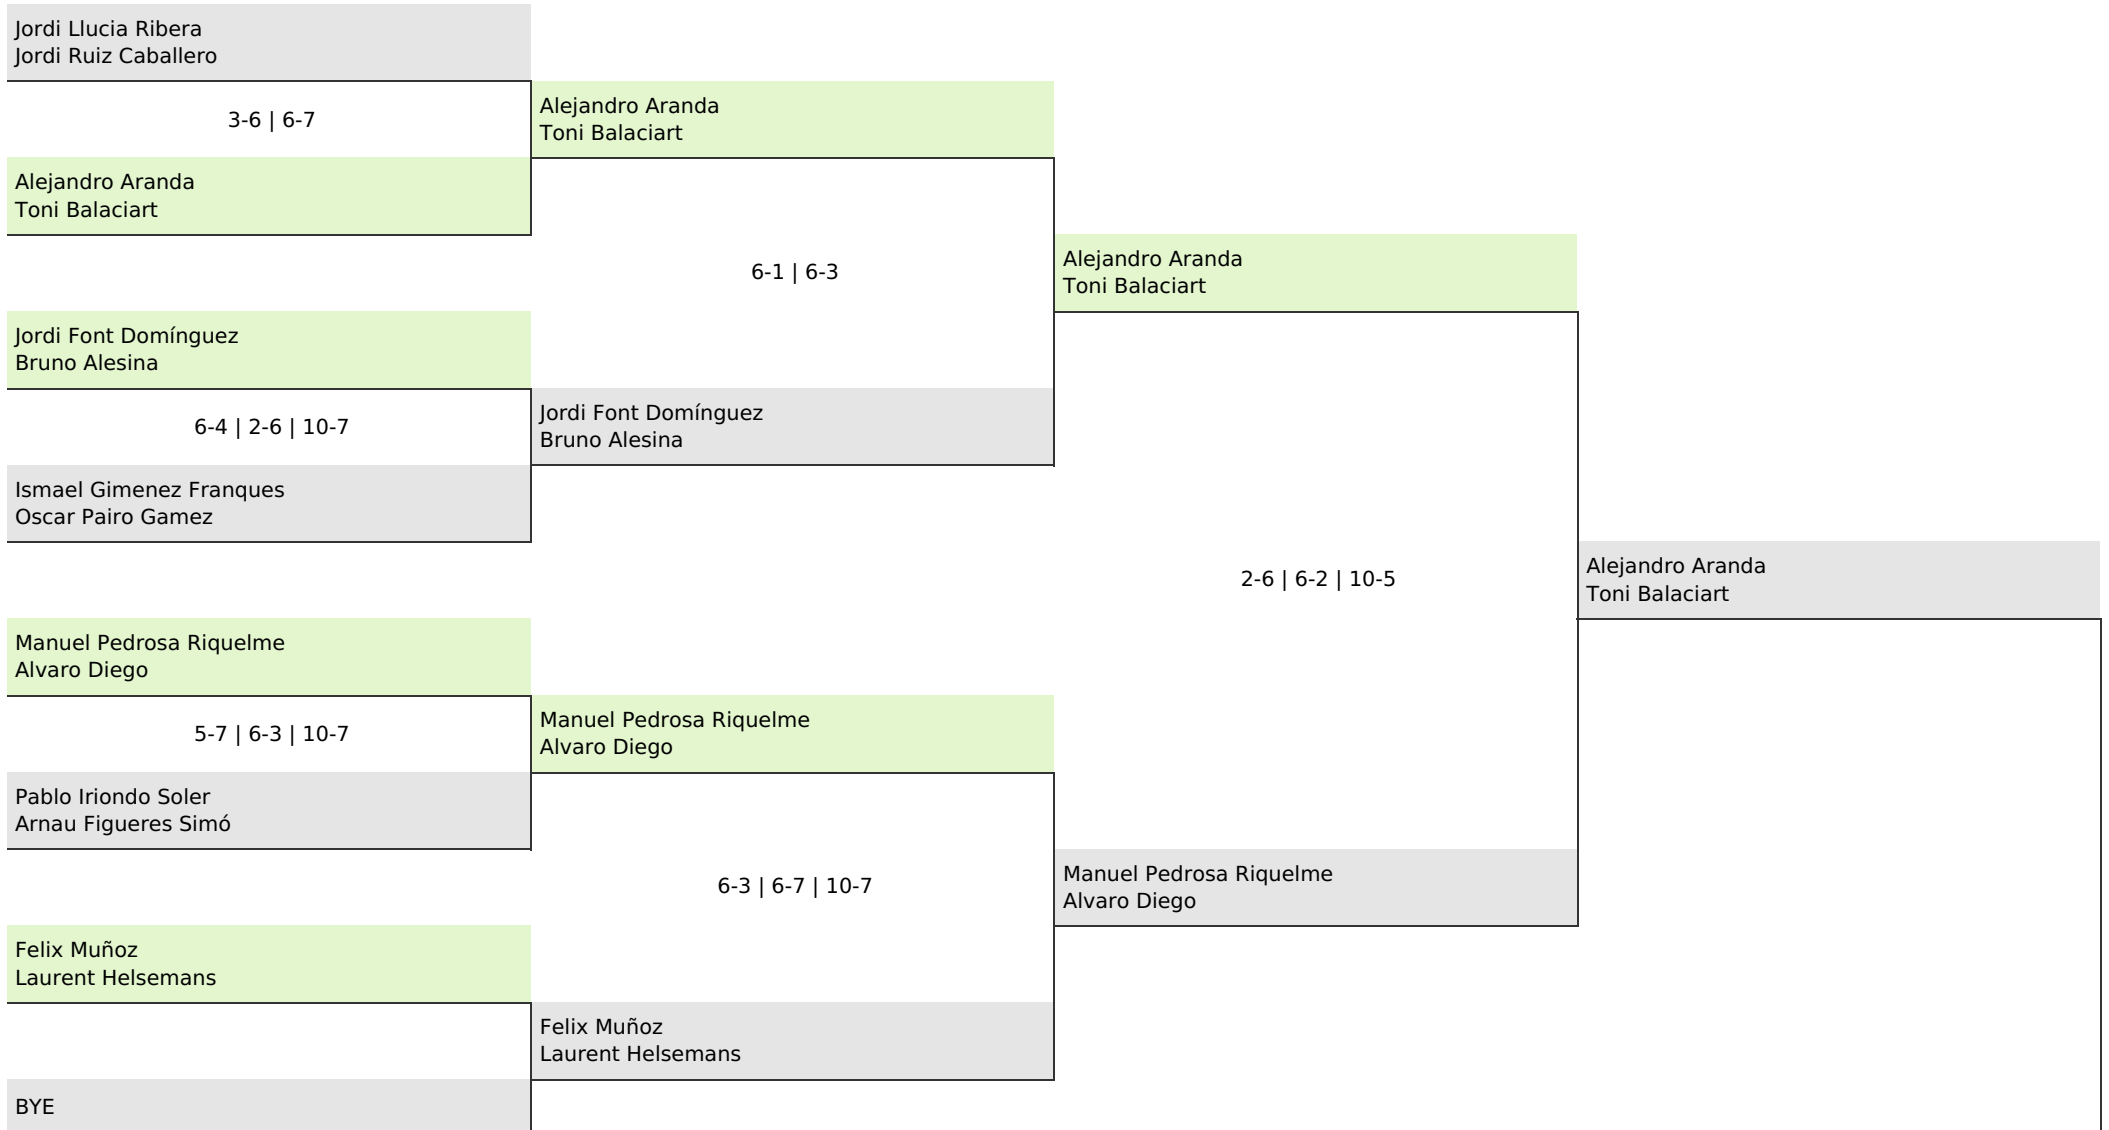 Jordi Llucia Ribera
Jordi Ruiz Caballero
3-6 | 6-7
Alejandro Aranda
Toni Balaciart
Jordi Font Domínguez
Bruno Alesina
6-4 | 2-6 | 10-7
Ismael Gimenez Franques
Oscar Pairo Gamez
Manuel Pedrosa Riquelme
Alvaro Diego
5-7 | 6-3 | 10-7
Pablo Iriondo Soler
Arnau Figueres Simó
Felix Muñoz
Laurent Helsemans
BYE
Alejandro Aranda
Toni Balaciart
6-1 | 6-3
Jordi Font Domínguez
Bruno Alesina
Manuel Pedrosa Riquelme
Alvaro Diego
6-3 | 6-7 | 10-7
Felix Muñoz
Laurent Helsemans
Alejandro Aranda
Toni Balaciart
2-6 | 6-2 | 10-5
Manuel Pedrosa Riquelme
Alvaro Diego
Alejandro Aranda
Toni Balaciart